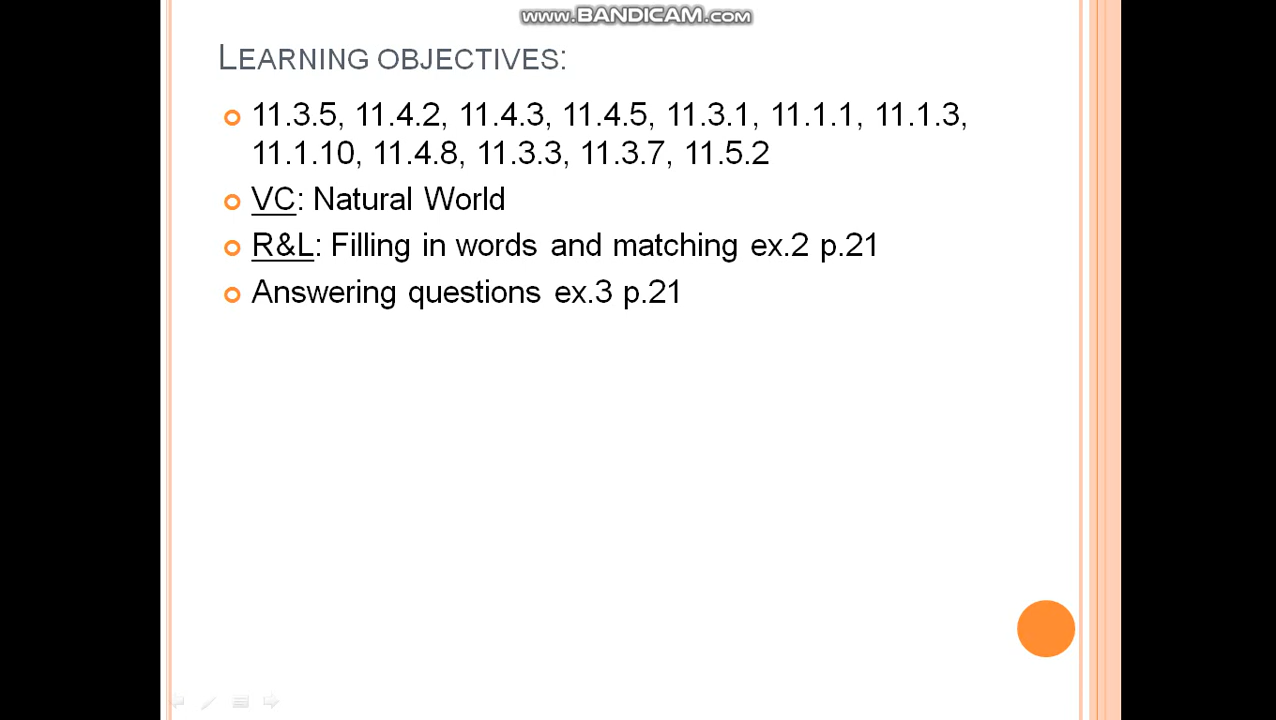 www.BANDICAM.com
LEARNING OBJECTIVES:
11.3.5, 11.4.2, 11.4.3, 11.4.5, 11.3.1, 11.1.1, 11.1.3,
11.1.10, 11.4.8, 11.3.3, 11.3.7, 11.5.2
VC: Natural World
R&L: Filling in words and matching ex.2 p.21
Answering questions ex.3 p.21